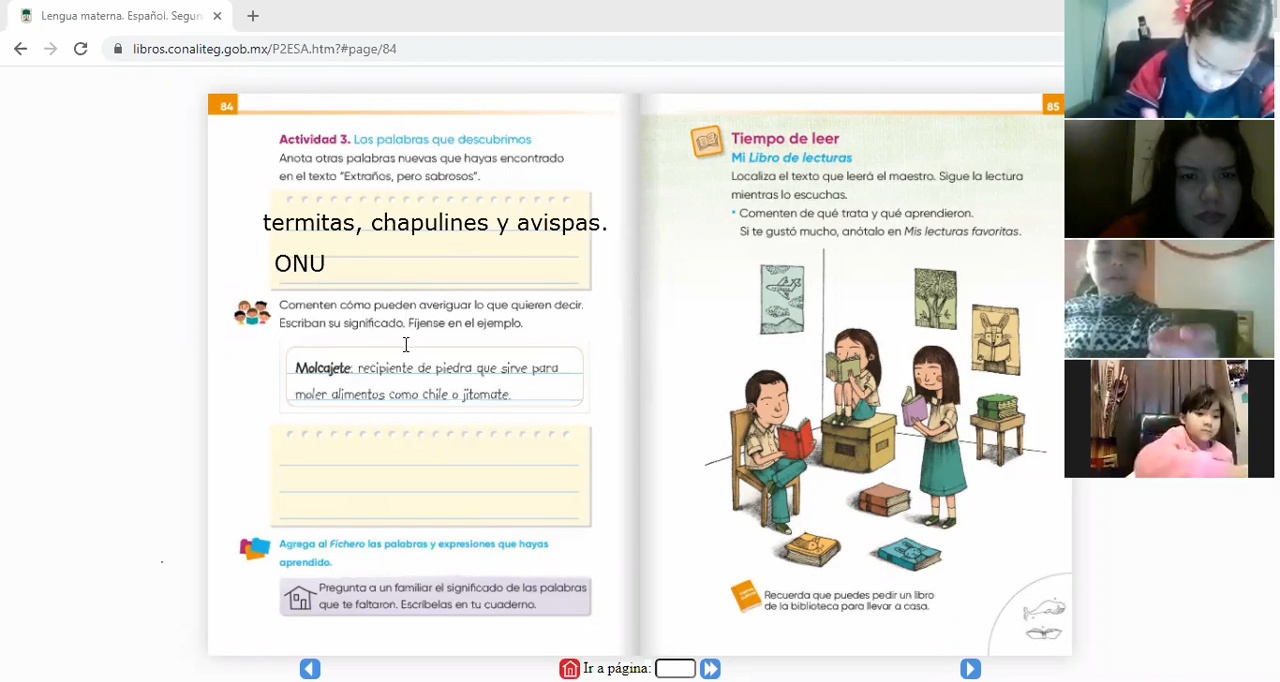 Lengua materna. Español. Segun
libros.conaliteg.gob.mx/P2ESA.htm?#page/84
84
Actividad 3. Las palabras que descubrimos
Anota otras palabras nuevas que hayas encontrado
en el texto "Extraños, pero sabrosos".
termitas, chapulines y avispas.
ONU
Comenten cómo pueden averiguar lo que quieren decir.
Escriban su significado. Fíjense en el ejemplo.
Molcajete: recipiente de piedra que sirve para
moler alimentos como chile o jitomate.
Agrega al Fichero las palabras y expresiones que hayas
aprendido.
Pregunta a un familiar el significado de las palabras
que te faltaron. Escríbelas en tu cuaderno.
85
Tiempo de leer
Mi Libro de lecturas
Localiza el texto que leerá el maestro. Sigue la lectura
mientras lo escuchas.
• Comenten de qué trata y qué aprendieron.
Si te gustó mucho, anótalo en Mis lecturas favoritas.
Recuerda que puedes pedir un libro
de la biblioteca para llevar a casa.
Ir a página: